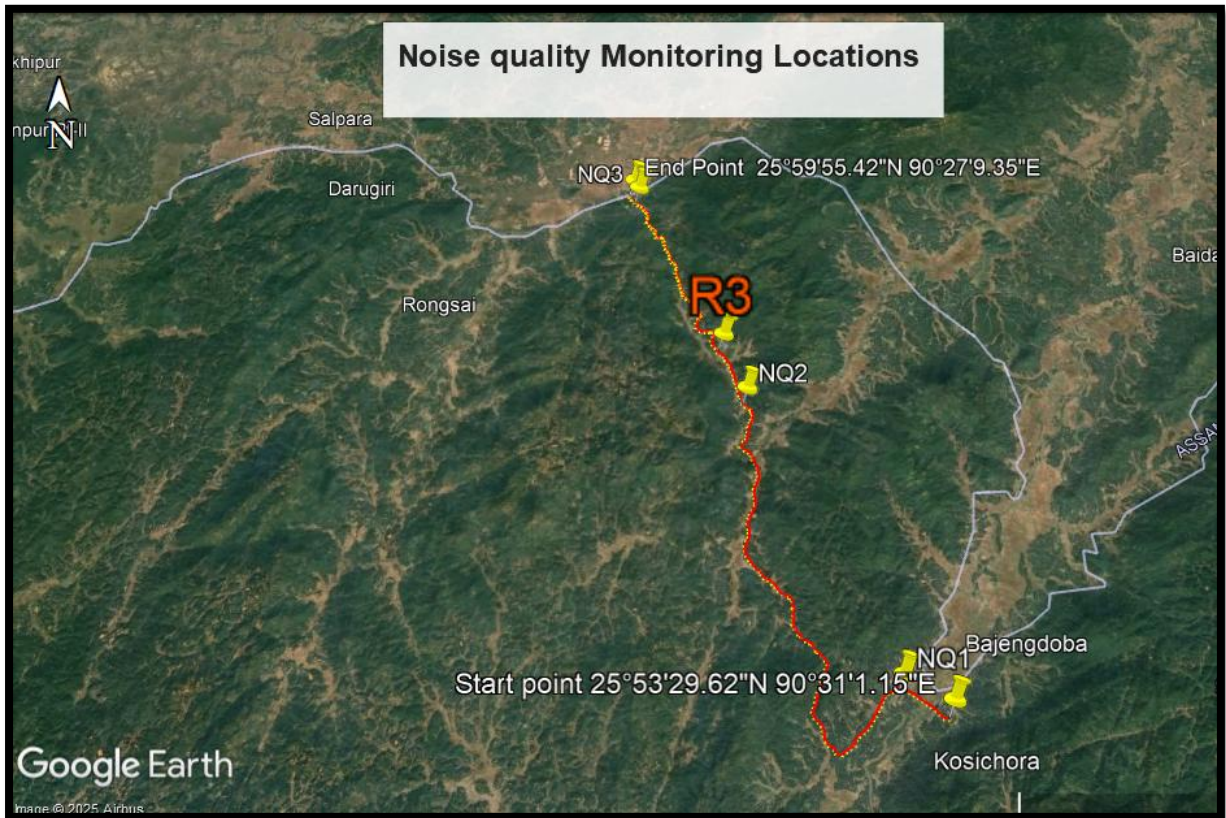 Noise quality Monitoring Locations
khipur
N
Salpara
Darugiri
NQ3
End Point 25°59'55.42"N 90°27'9.35"E
Baida
Rongsai
R3
NQ2
ASSA
Bajengdoba
NQ1
Start point 25°53'29.62"N 90°31'1.15"E
Kosichora
Google Earth
Image © 2025 Airbus